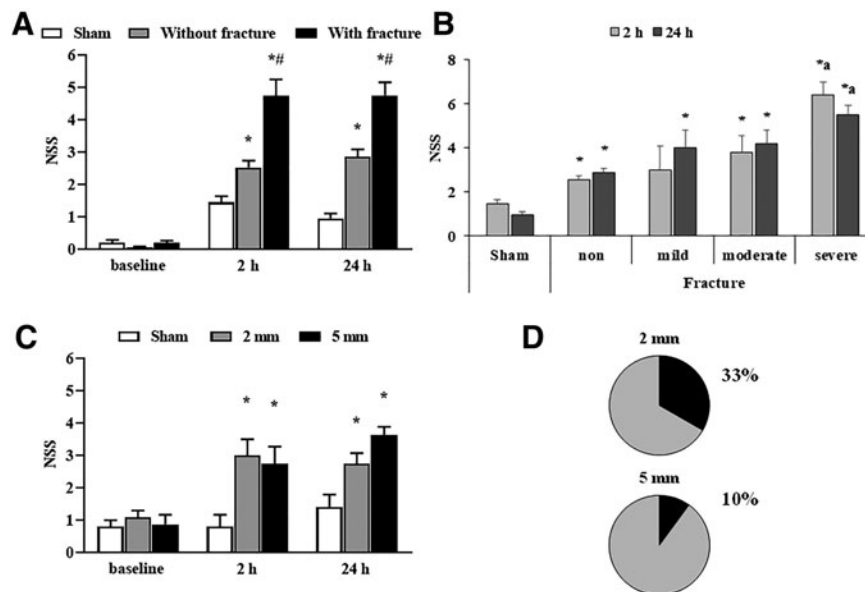 A
Sham Without fracture With fracture
NSS
6
5
4
3
2
1
0
* *# * *#
baseline 2 h 24 h
B
2 h 24 h
NSS
8
6
4
2
0
* * * * * *a *a
Sham non mild moderate severe
Fracture
C
Sham 2 mm 5 mm
NSS
6
5
4
3
2
1
0
* * * *
baseline 2 h 24 h
D
2 mm
33%
5 mm
10%